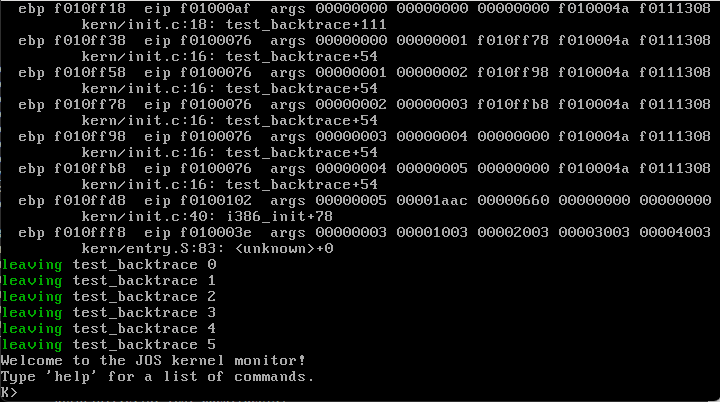 ebp f010ff18  eip f01000af  args 00000000 00000000 00000000 f010004a f0111308
kern/init.c:18: test_backtrace+111
ebp f010ff38  eip f0100076  args 00000000 00000001 f010ff78 f010004a f0111308
kern/init.c:16: test_backtrace+54
ebp f010ff58  eip f0100076  args 00000001 00000002 f010ff98 f010004a f0111308
kern/init.c:16: test_backtrace+54
ebp f010ff78  eip f0100076  args 00000002 00000003 f010ffb8 f010004a f0111308
kern/init.c:16: test_backtrace+54
ebp f010ff98  eip f0100076  args 00000003 00000004 00000000 f010004a f0111308
kern/init.c:16: test_backtrace+54
ebp f010ffb8  eip f0100076  args 00000004 00000005 00000000 f010004a f0111308
kern/init.c:16: test_backtrace+54
ebp f010ffd8  eip f0100102  args 00000005 00001aac 00000660 00000000 00000000
kern/init.c:40: i386_init+78
ebp f010fff8  eip f010003e  args 00000003 00001003 00002003 00003003 00004003
kern/entry.S:83: <unknown>+0
leaving test_backtrace 0
leaving test_backtrace 1
leaving test_backtrace 2
leaving test_backtrace 3
leaving test_backtrace 4
leaving test_backtrace 5
Welcome to the JOS kernel monitor!
Type 'help' for a list of commands.
K>